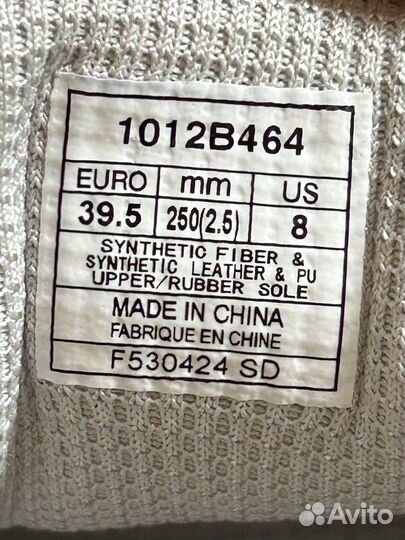 1012B464
EURO mm US
39.5 250(2.5) 8
SYNTHETIC FIBER &
SYNTHETIC LEATHER & PU
UPPER/RUBBER SOLE
MADE IN CHINA
FABRIQUE EN CHINE
F530424 SD
Avito